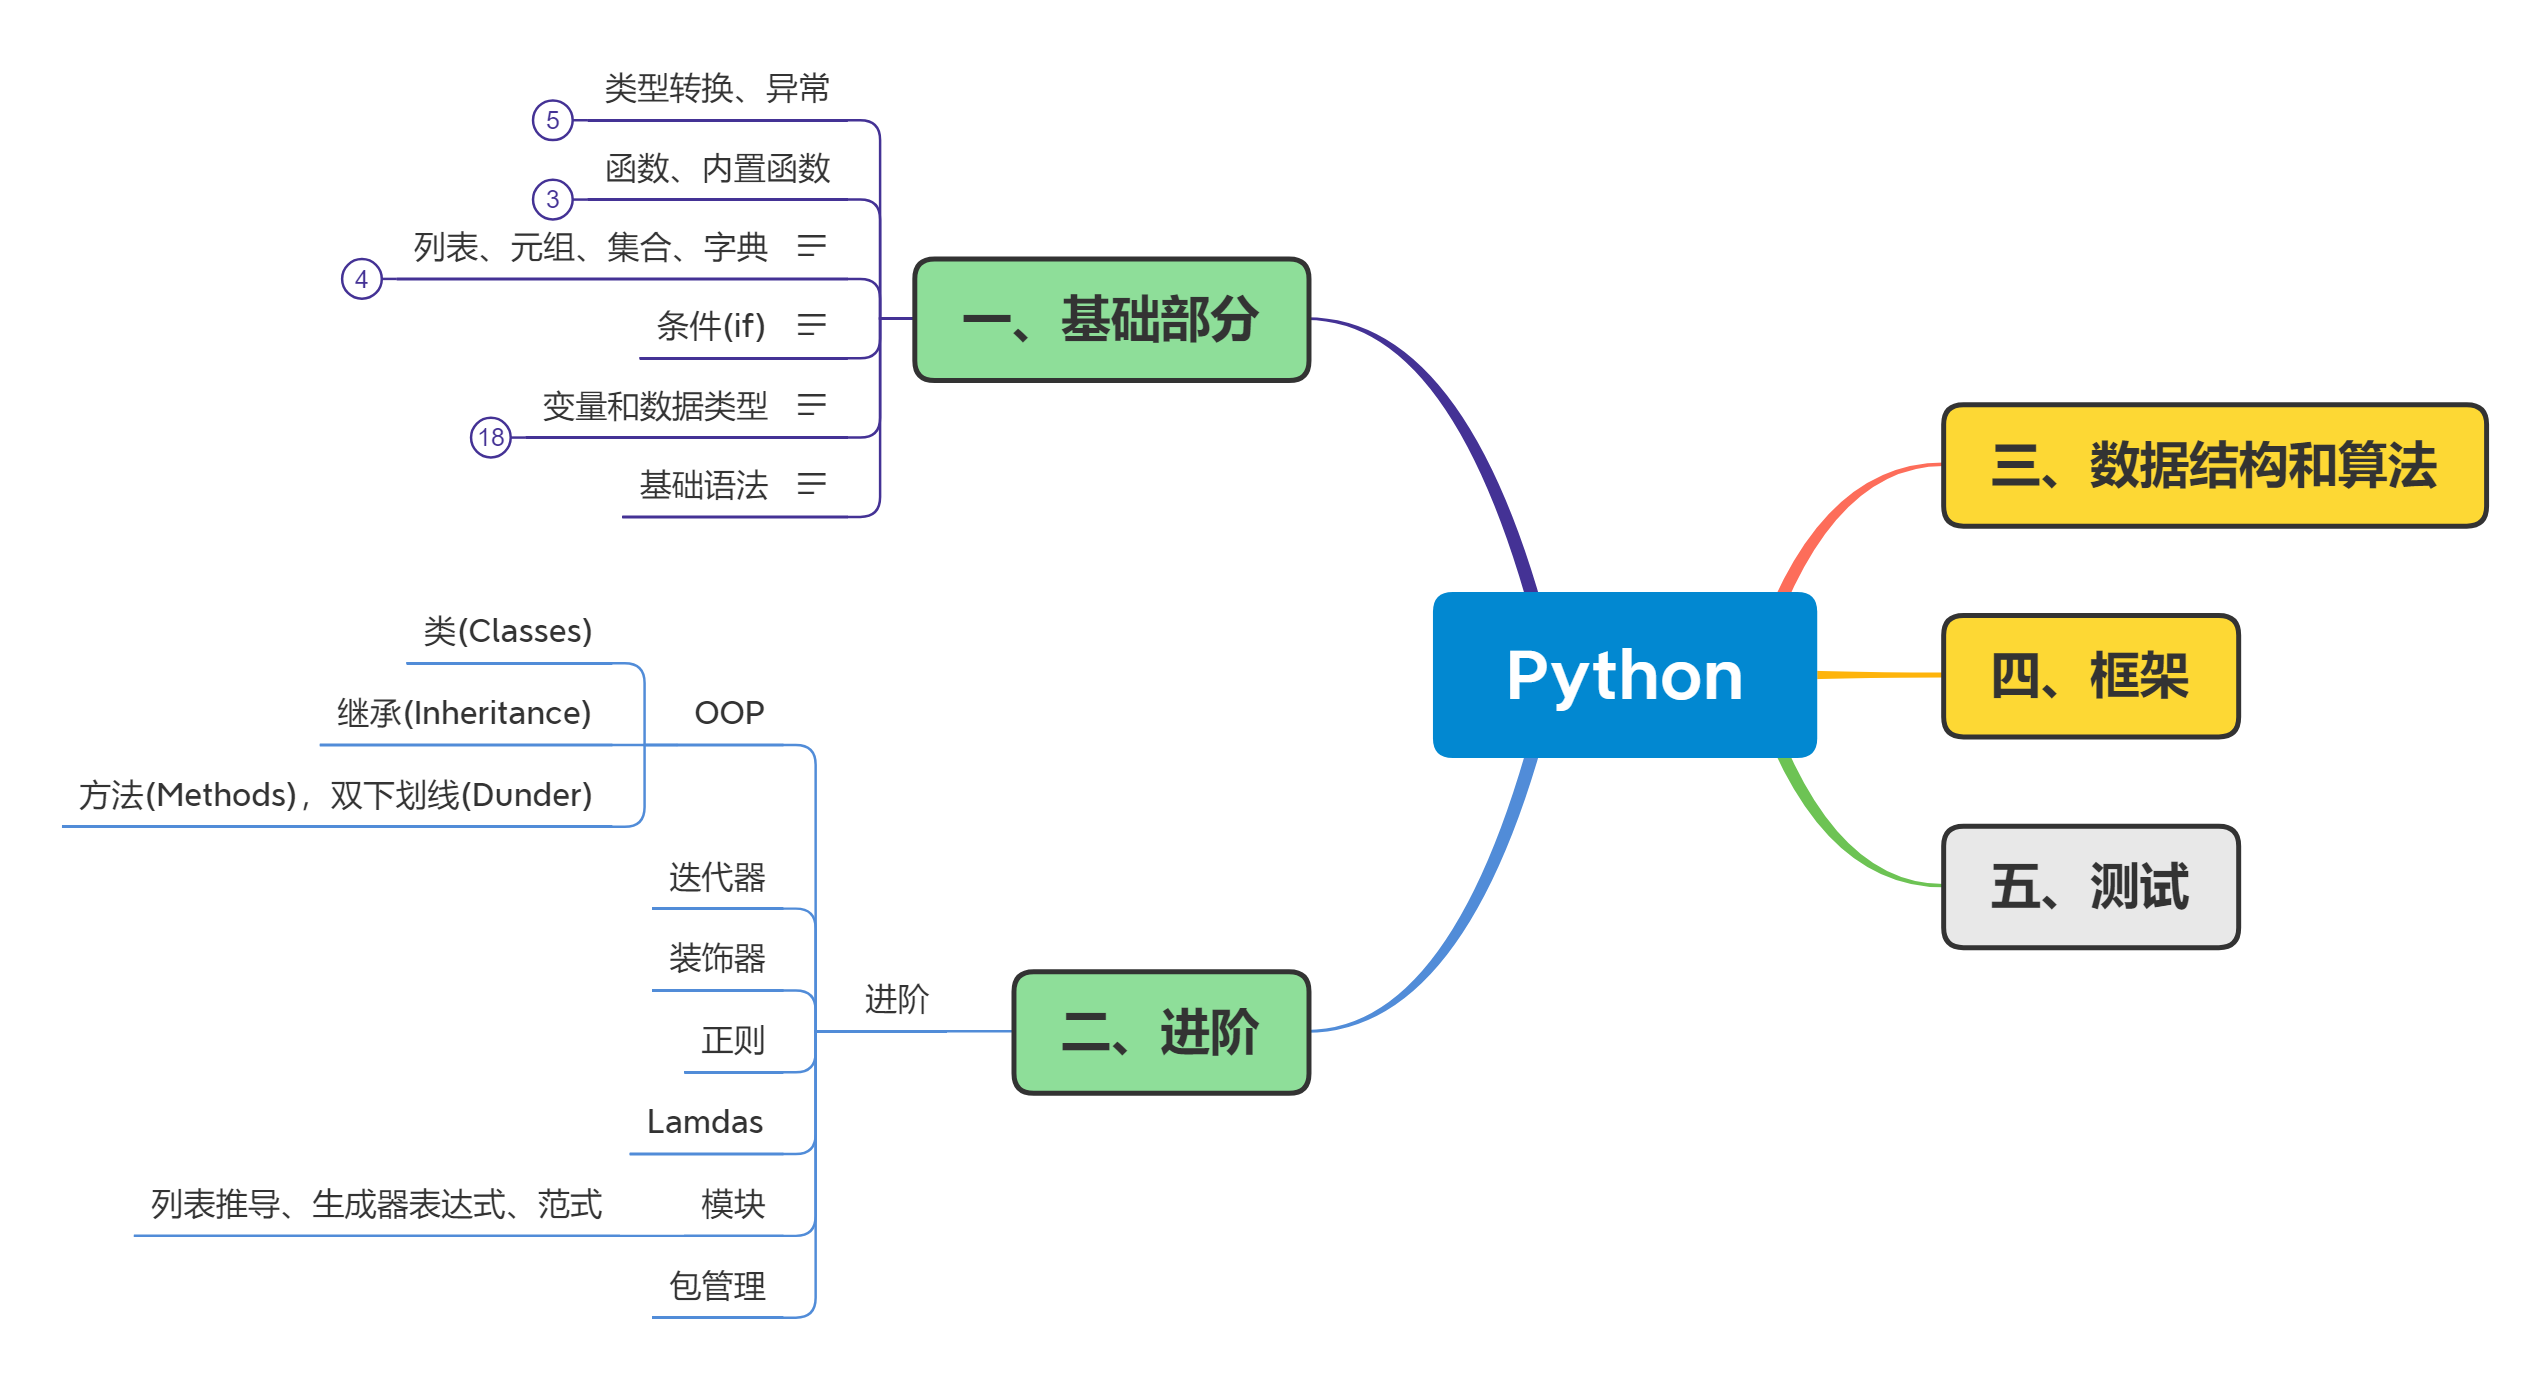 Python
一、基础部分
类型转换、异常
5
函数、内置函数
3
列表、元组、集合、字典
4
条件(if)
变量和数据类型
18
基础语法
二、进阶
进阶
OOP
类(Classes)
继承(Inheritance)
方法(Methods)，双下划线(Dunder)
迭代器
装饰器
正则
Lamdas
模块
列表推导、生成器表达式、范式
包管理
三、数据结构和算法
四、框架
五、测试